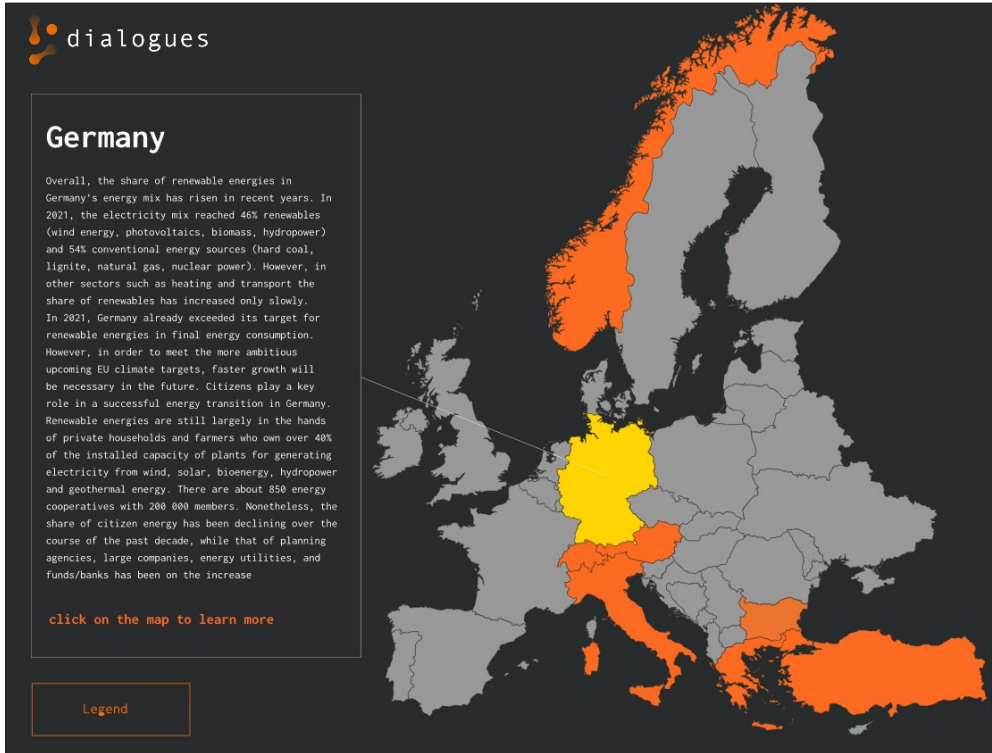 dialogues
Germany
Overall, the share of renewable energies in
Germany's energy mix has risen in recent years. In
2021, the electricity mix reached 46% renewables
(wind energy, photovoltaics, biomass, hydropower)
and 54% conventional energy sources (hard coal,
lignite, natural gas, nuclear power). However, in
other sectors such as heating and transport the
share of renewables has increased only slowly.
In 2021, Germany already exceeded its target for
renewable energies in final energy consumption.
However, in order to meet the more ambitious
upcoming EU climate targets, faster growth will
be necessary in the future. Citizens play a key
role in a successful energy transition in Germany.
Renewable energies are still largely in the hands
of private households and farmers who own over 40%
of the installed capacity of plants for generating
electricity from wind, solar, bioenergy, hydropower
and geothermal energy. There are about 850 energy
cooperatives with 200 000 members. Nonetheless, the
share of citizen energy has been declining over the
course of the past decade, while that of planning
agencies, large companies, energy utilities, and
funds/banks has been on the increase
click on the map to learn more
Legend